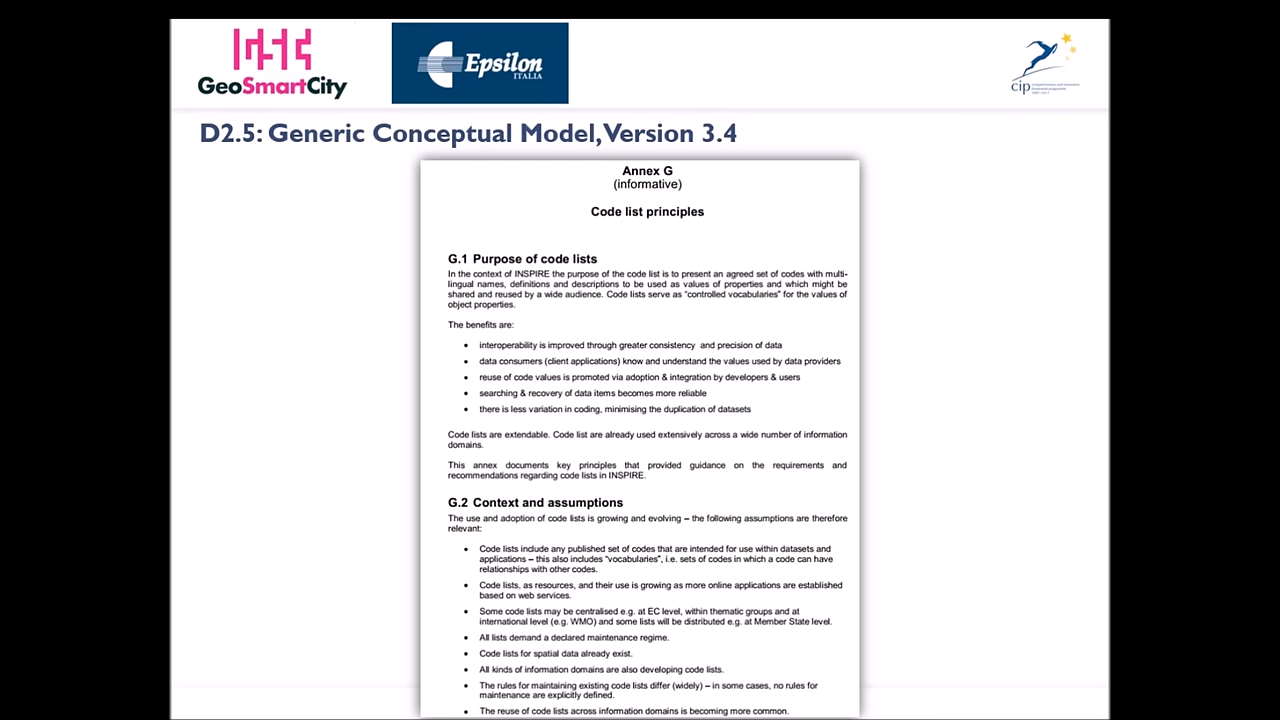 GeoSmartCity
Epsilon
ITALIA
cip
D2.5: Generic Conceptual Model, Version 3.4
Annex G
(informative)
Code list principles
G.1 Purpose of code lists
In the context of INSPIRE the purpose of the code list is to present an agreed set of codes with multi-
lingual names, definitions and descriptions to be used as values of properties and which might be
shared and reused by a wide audience. Code lists serve as “controlled vocabularies” for the values of
object properties.
The benefits are:
• interoperability is improved through greater consistency and precision of data
• data consumers (client applications) know and understand the values used by data providers
• reuse of code values is promoted via adoption & integration by developers & users
• searching & recovery of data items becomes more reliable
• there is less variation in coding, minimising the duplication of datasets
Code lists are extendable. Code list are already used extensively across a wide number of information
domains.
This annex documents key principles that provided guidance on the requirements and
recommendations regarding code lists in INSPIRE.
G.2 Context and assumptions
The use and adoption of code lists is growing and evolving – the following assumptions are therefore
relevant:
• Code lists include any published set of codes that are intended for use within datasets and
applications – this also includes “vocabularies”, i.e. sets of codes in which a code can have
relationships with other codes.
• Code lists, as resources, and their use is growing as more online applications are established
based on web services.
• Some code lists may be centralised e.g. at EC level, within thematic groups and at
international level (e.g. WMO) and some lists will be distributed e.g. at Member State level.
• All lists demand a declared maintenance regime.
• Code lists for spatial data already exist.
• All kinds of information domains are also developing code lists.
• The rules for maintaining existing code lists differ (widely) – in some cases, no rules for
maintenance are explicitly defined.
• The reuse of code lists across information domains is becoming more common.